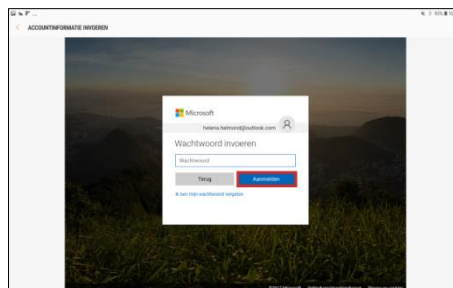 ACCOUNTINFORMATIE INVOEREN
Microsoft
helena.helmond@outlook.com
Wachtwoord invoeren
Wachtwoord
Terug
Aanmelden
Ik ben mijn wachtwoord vergeten
©2017 Microsoft